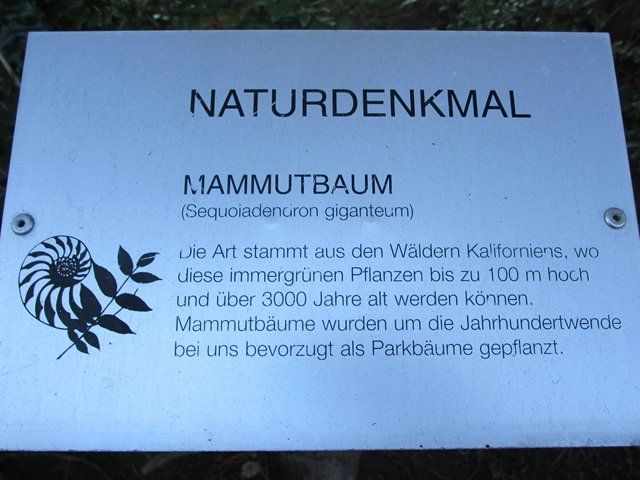 NATURDENKMAL
MAMMUTBAUM
(Sequoiadendron giganteum)
Die Art stammt aus den Wäldern Kaliforniens, wo
diese immergrünen Pflanzen bis zu 100 m hoch
und über 3000 Jahre alt werden können.
Mammutbäume wurden um die Jahrhundertwende
bei uns bevorzugt als Parkbäume gepflanzt.